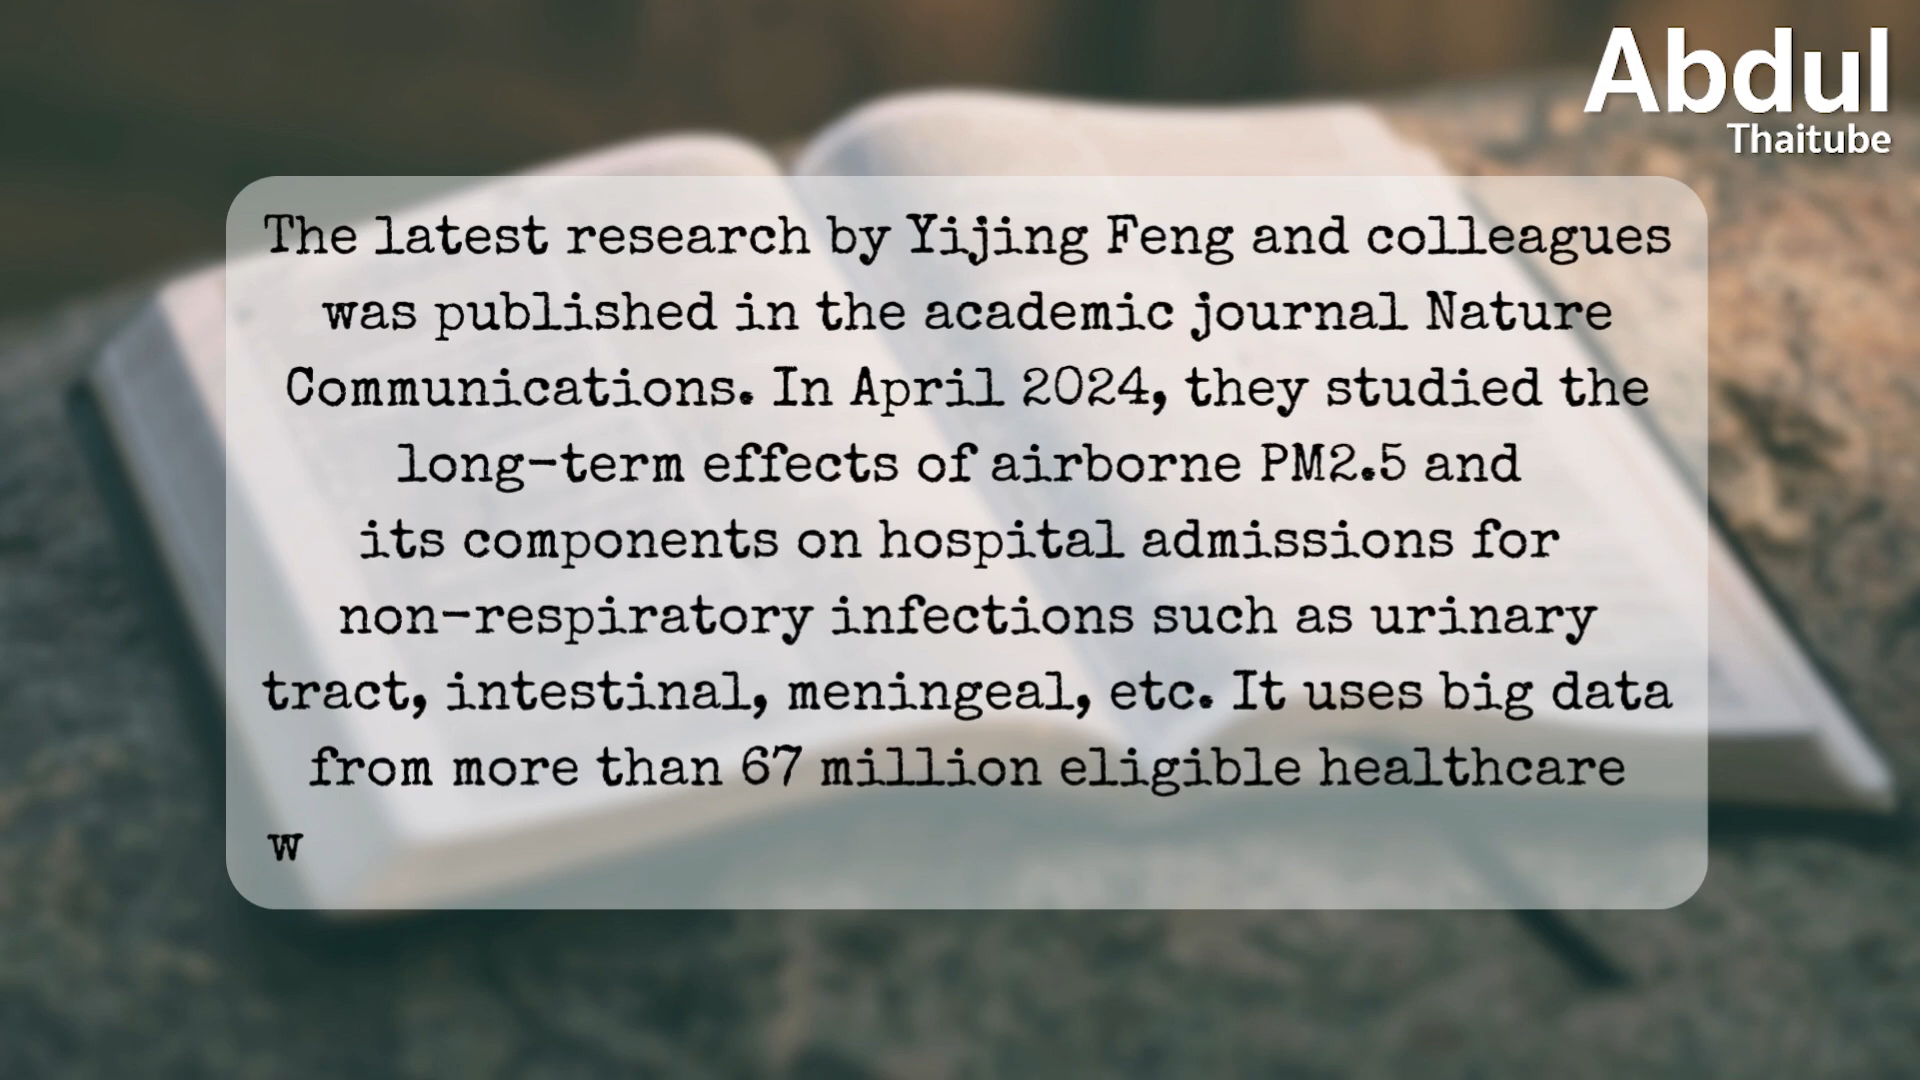 Abdul
Thaitube
The latest research by Yijing Feng and colleagues
was published in the academic journal Nature
Communications. In April 2024, they studied the
long-term effects of airborne PM2.5 and
its components on hospital admissions for
non-respiratory infections such as urinary
tract, intestinal, meningeal, etc. It uses big data
from more than 67 million eligible healthcare
w